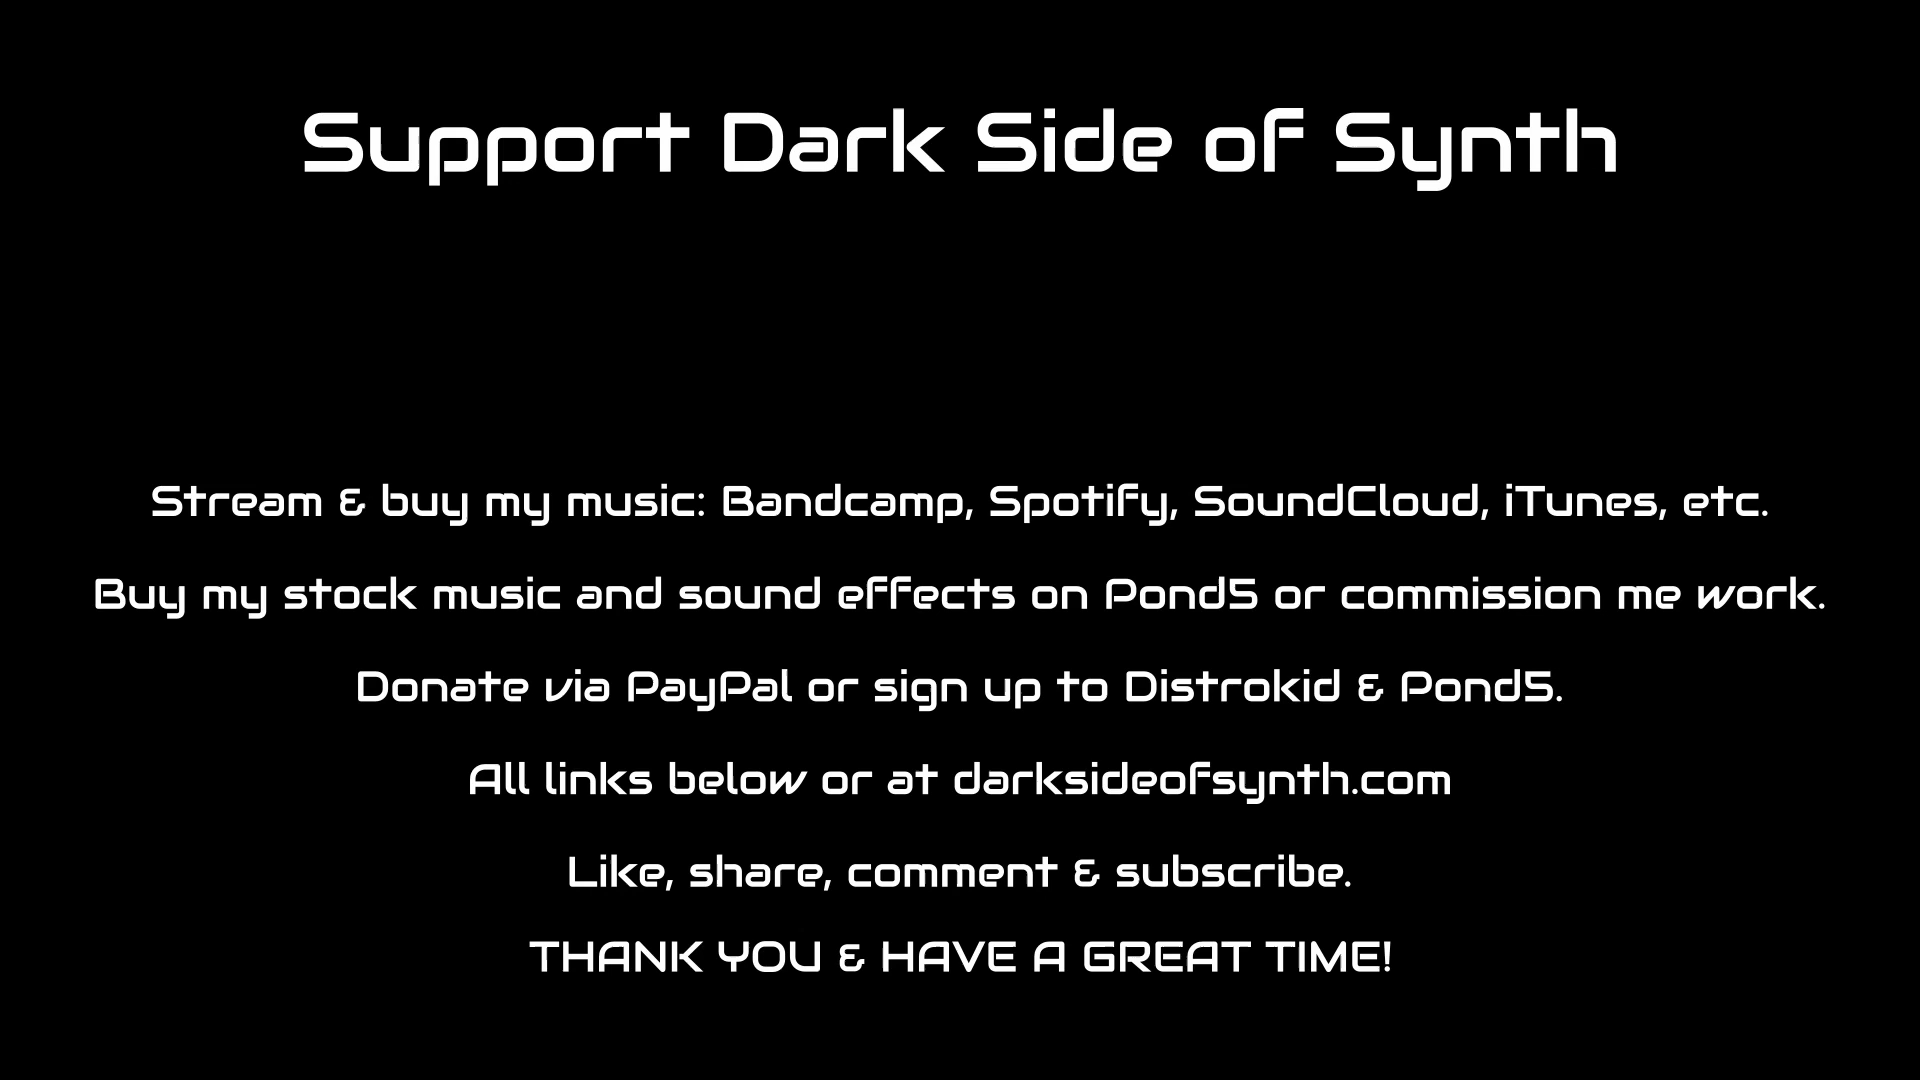 Support Dark Side of Synth
Stream & buy my music: Bandcamp, Spotify, SoundCloud, iTunes, etc.
Buy my stock music and sound effects on Pond5 or commission me work.
Donate via PayPal or sign up to Distrokid & Pond5.
All links below or at darksideofsynth.com
Like, share, comment & subscribe.
THANK YOU & HAVE A GREAT TIME!